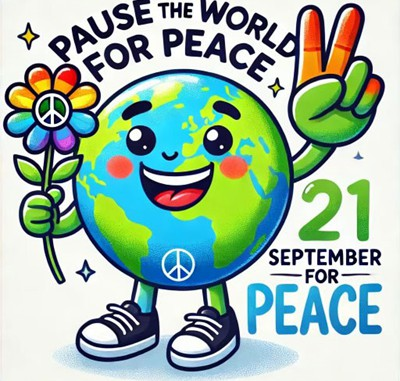 PAUSE THE WORLD
FOR PEACE
21
SEPTEMBER
FOR
PEACE